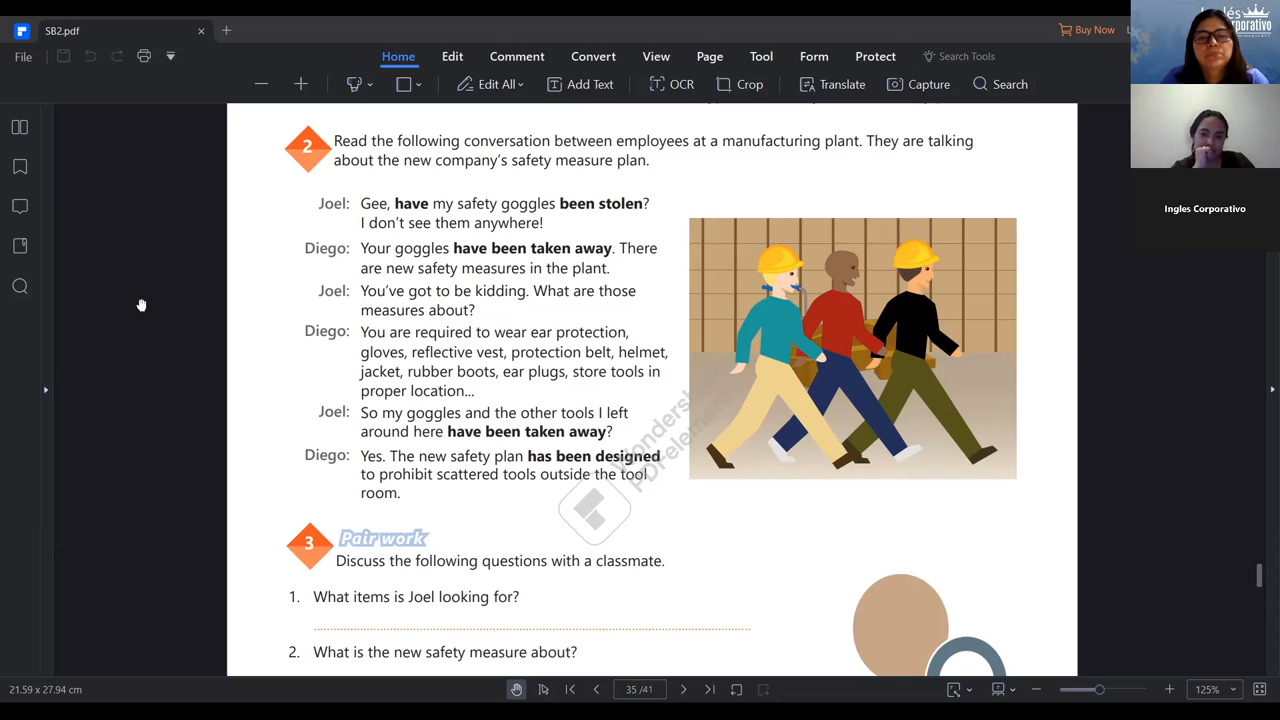 SB2.pdf
Buy Now
File
Home
Edit
Comment
Convert
View
Page
Tool
Form
Protect
Search Tools
Edit All
Add Text
OCR
Crop
Translate
Capture
Search
2
Read the following conversation between employees at a manufacturing plant. They are talking
about the new company's safety measure plan.
Joel: Gee, have my safety goggles been stolen?
I don't see them anywhere!
Diego: Your goggles have been taken away. There
are new safety measures in the plant.
Joel: You've got to be kidding. What are those
measures about?
Diego: You are required to wear ear protection,
gloves, reflective vest, protection belt, helmet,
jacket, rubber boots, ear plugs, store tools in
proper location...
Joel: So my goggles and the other tools I left
around here have been taken away?
Diego: Yes. The new safety plan has been designed
to prohibit scattered tools outside the tool
room.
Wondersh
PDFelement
3
Pair work
Discuss the following questions with a classmate.
1. What items is Joel looking for?
2. What is the new safety measure about?
Ingles Corporativo
21.59 x 27.94 cm
35 /41
125%